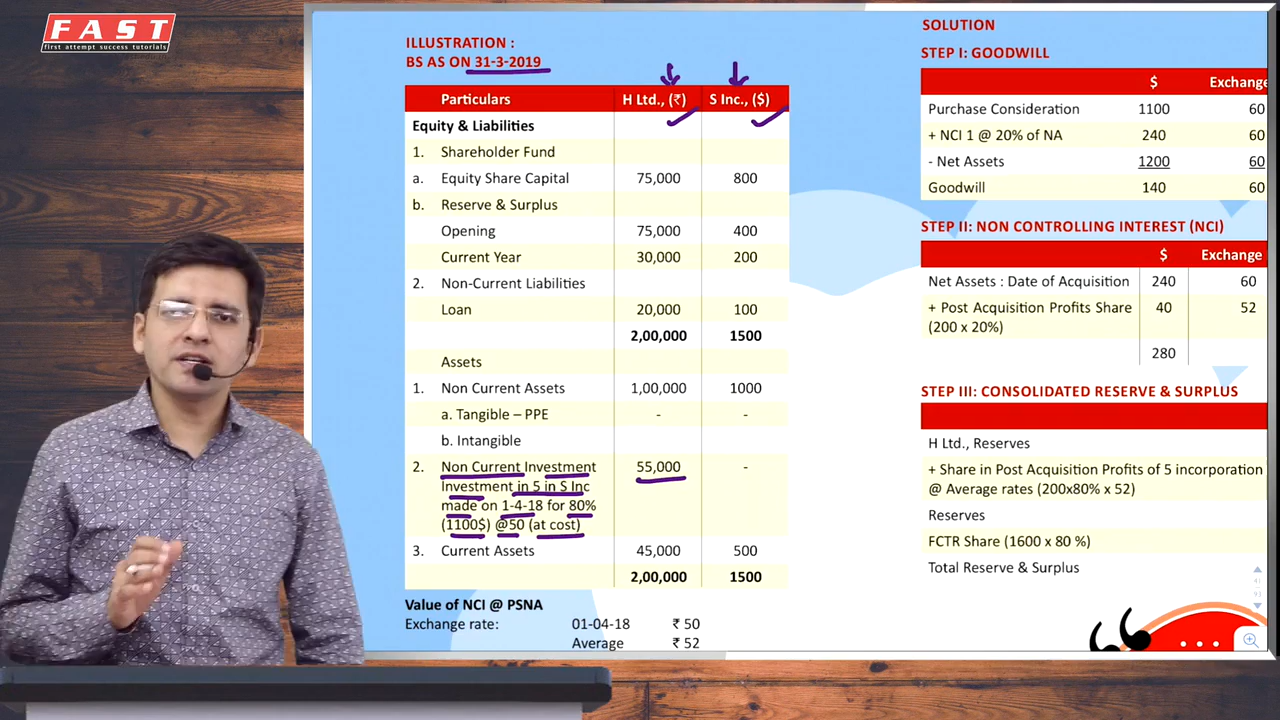 FAST
first attempt success tutorials
ILLUSTRATION :
BS AS ON 31-3-2019
Particulars H Ltd., (₹) S Inc., ($)
Equity & Liabilities
1. Shareholder Fund
a. Equity Share Capital 75,000 800
b. Reserve & Surplus
Opening 75,000 400
Current Year 30,000 200
2. Non-Current Liabilities
Loan 20,000 100
2,00,000 1500
Assets
1. Non Current Assets 1,00,000 1000
a. Tangible – PPE - -
b. Intangible
2. Non Current Investment 55,000 -
Investment in 5 in S Inc
made on 1-4-18 for 80%
(1100$) @50 (at cost)
3. Current Assets 45,000 500
2,00,000 1500
Value of NCI @ PSNA
Exchange rate: 01-04-18 ₹ 50
Average ₹ 52
SOLUTION
STEP I: GOODWILL
$ Exchange
Purchase Consideration 1100 60
+ NCI 1 @ 20% of NA 240 60
- Net Assets 1200 60
Goodwill 140 60
STEP II: NON CONTROLLING INTEREST (NCI)
$ Exchange
Net Assets : Date of Acquisition 240 60
+ Post Acquisition Profits Share 40 52
(200 x 20%)
280
STEP III: CONSOLIDATED RESERVE & SURPLUS
H Ltd., Reserves
+ Share in Post Acquisition Profits of 5 incorporation
@ Average rates (200x80% x 52)
Reserves
FCTR Share (1600 x 80 %)
Total Reserve & Surplus